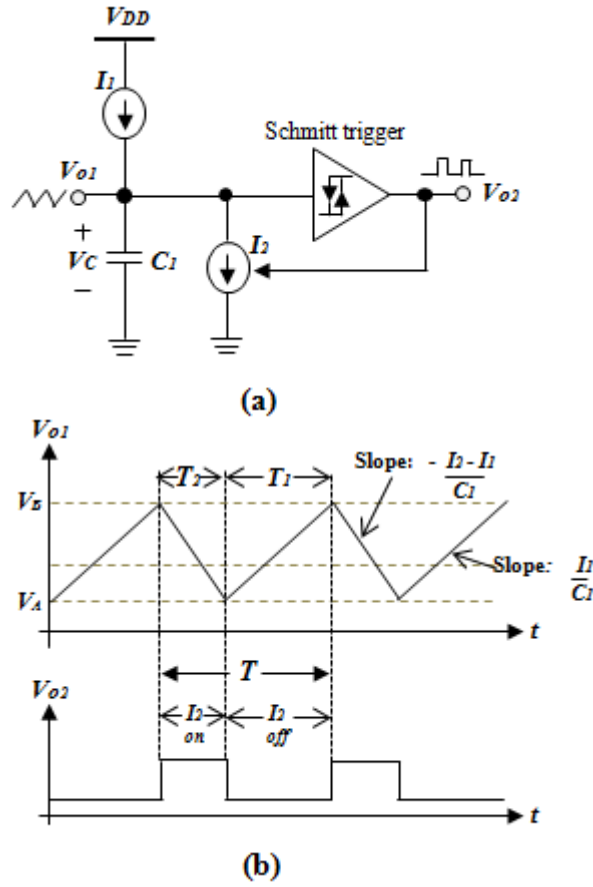 VDD
I1
Schmitt trigger
Vo1
Vo2
+
VC
C1
I2
−
(a)
Vo1
T2
T1
Slope: - I2 - I1
C1
VB
VA
Slope: I1
C1
t
T
Vo2
I2
on
I2
off
t
(b)